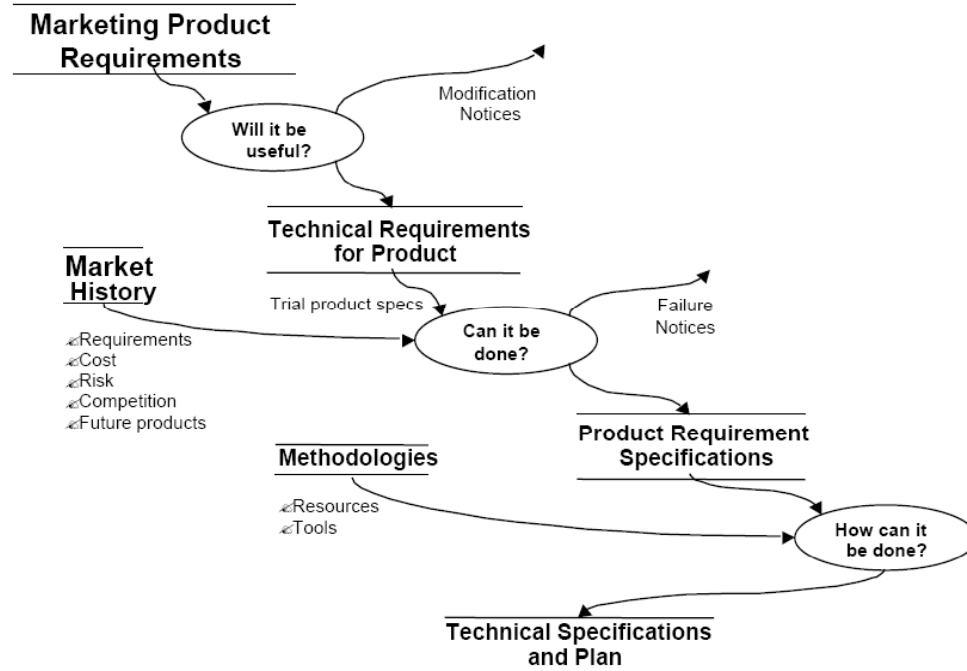 Marketing Product
Requirements
Modification
Notices
Will it be
useful?
Technical Requirements
for Product
Market
History
Trial product specs
Failure
Notices
Can it be
done?
Requirements
Cost
Risk
Competition
Future products
Product Requirement
Specifications
Methodologies
Resources
Tools
How can it
be done?
Technical Specifications
and Plan